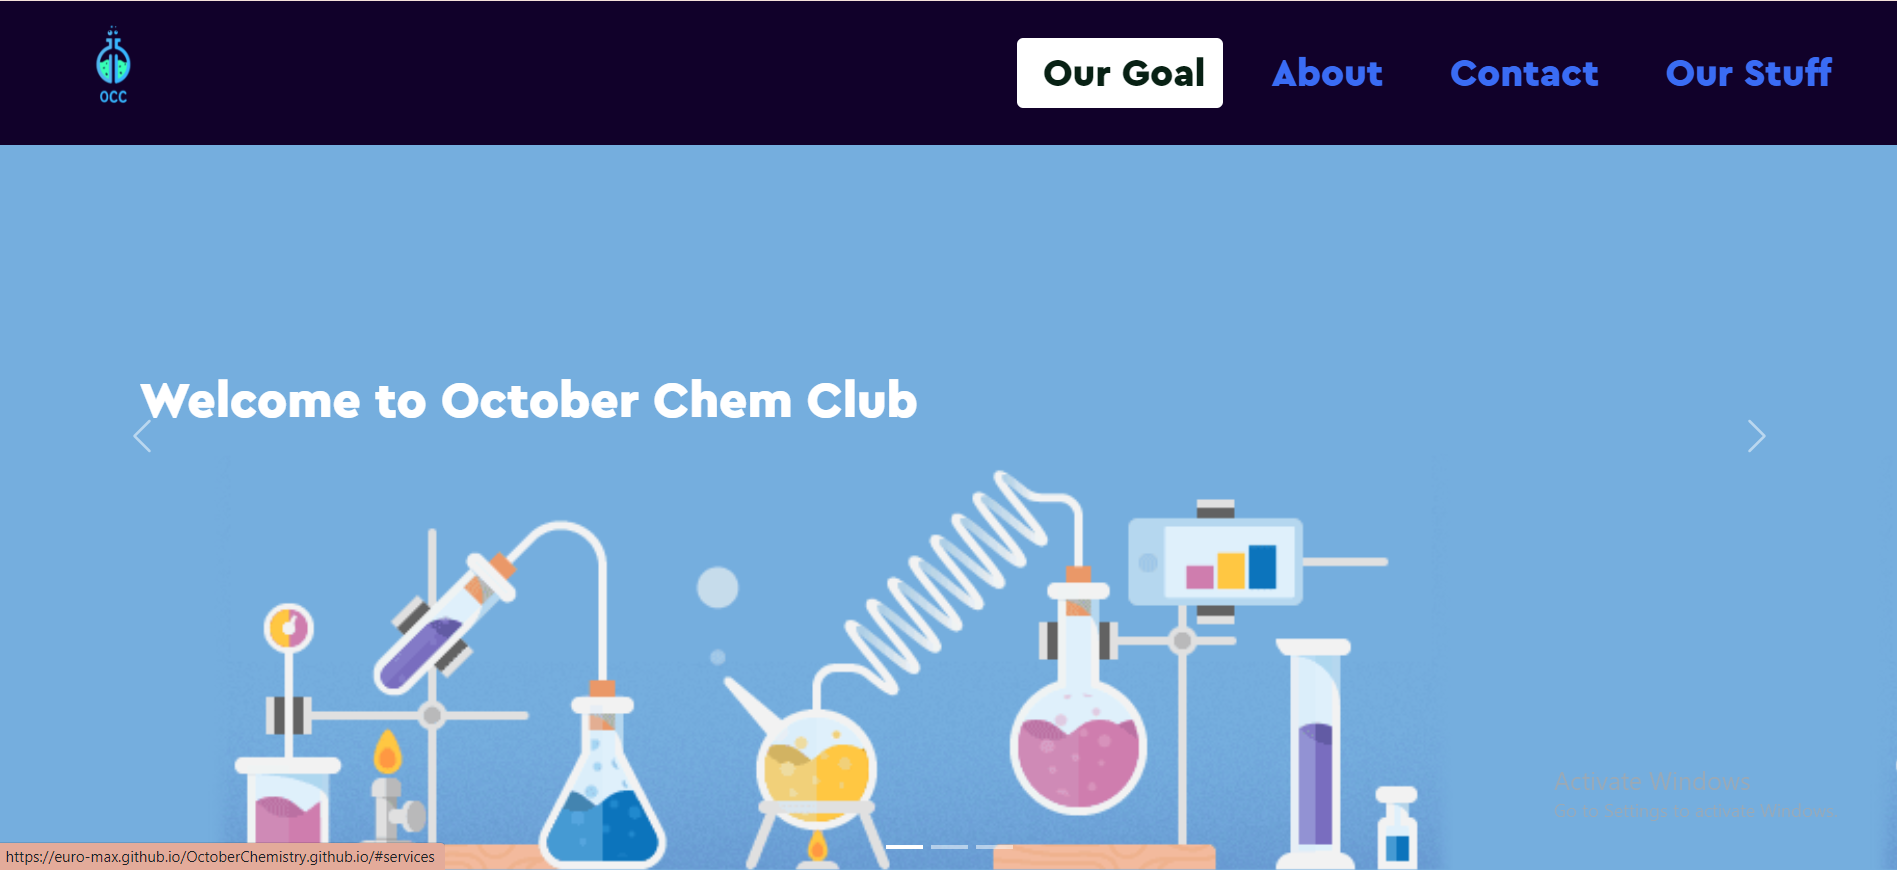 OCC
Our Goal
About
Contact
Our Stuff
Welcome to October Chem Club
Activate Windows
Go to Settings to activate Windows.
https://euro-max.github.io/OctoberChemistry.github.io/#services